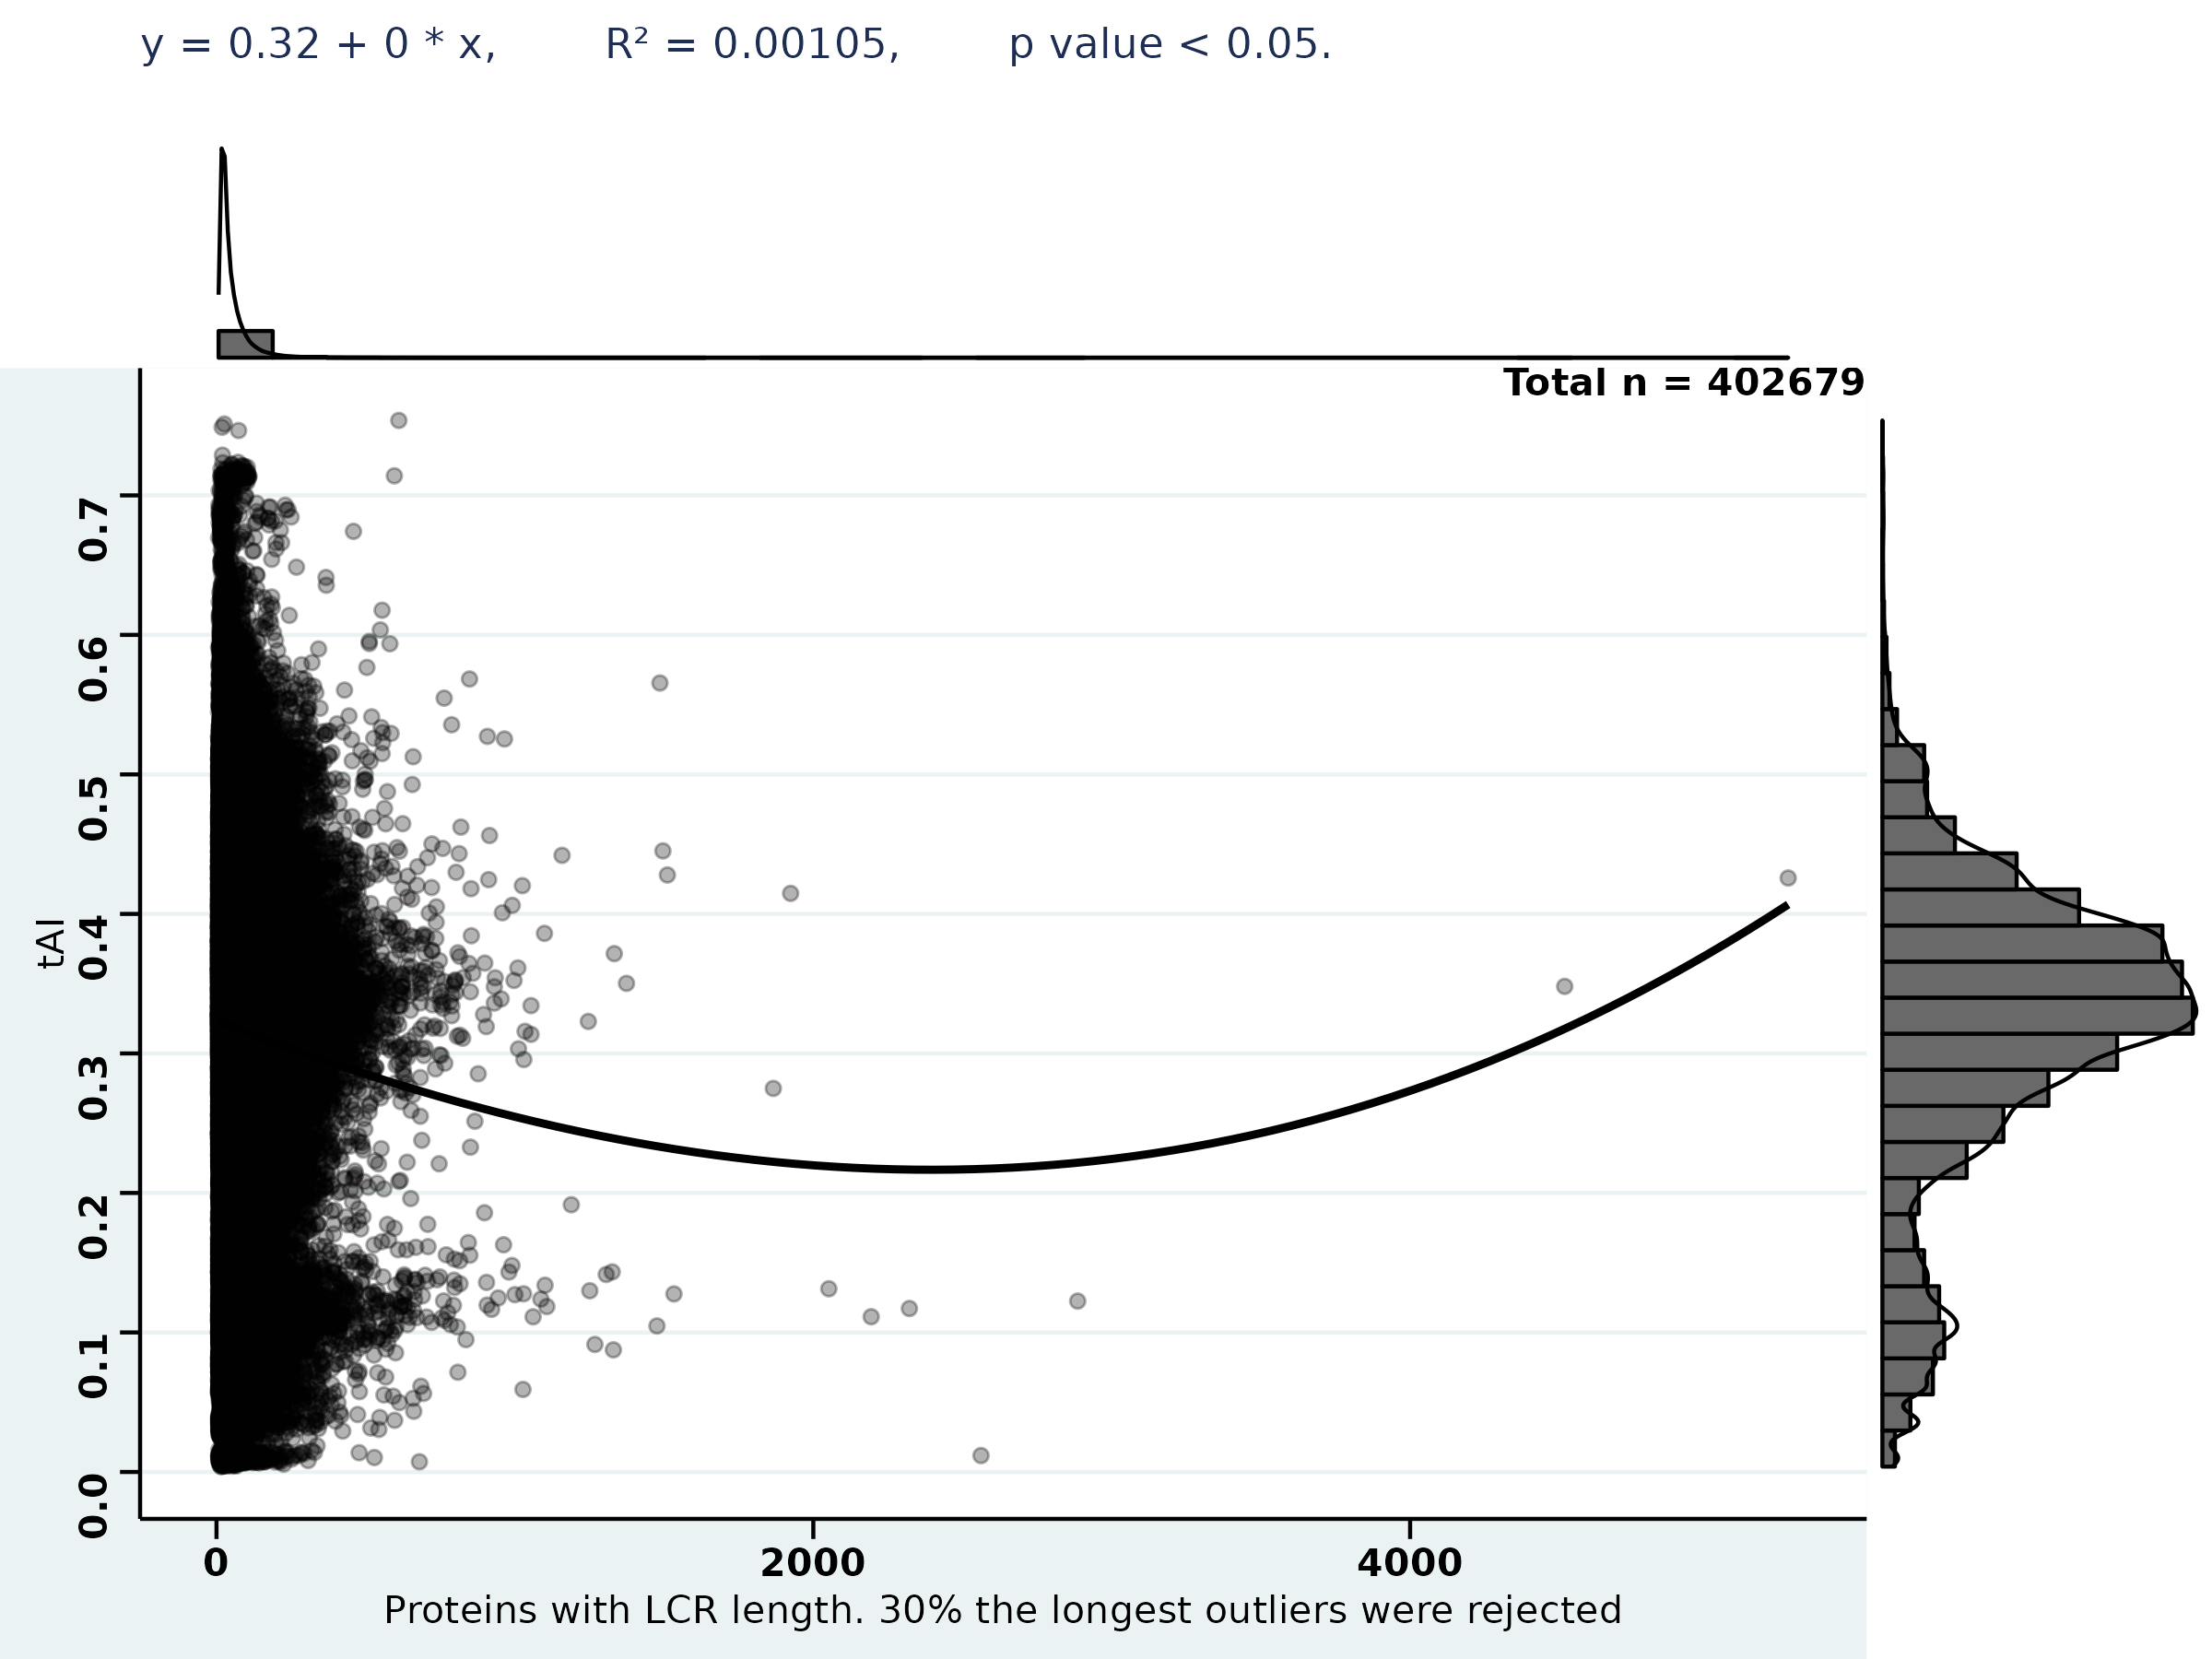 y = 0.32 + 0 * x, R² = 0.00105, p value < 0.05.
Total n = 402679
tAI
0.7
0.6
0.5
0.4
0.3
0.2
0.1
0.0
0 2000 4000
Proteins with LCR length. 30% the longest outliers were rejected